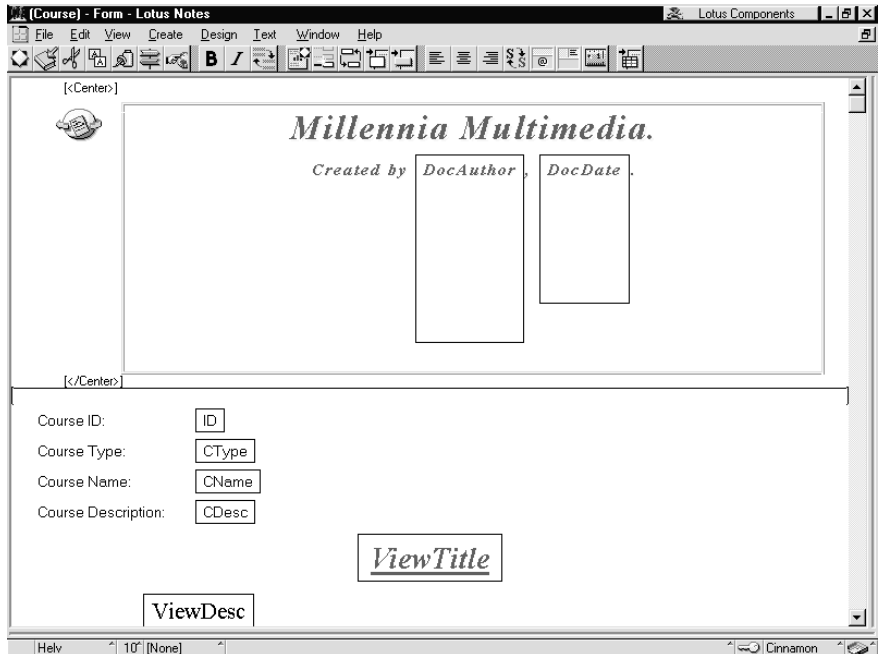 (Course) - Form - Lotus Notes
Lotus Components
File Edit View Create Design Text Window Help
B I
[<Center>]
Millennia Multimedia.
Created by DocAuthor , DocDate .
[</Center>]
Course ID: ID
Course Type: CType
Course Name: CName
Course Description: CDesc
ViewTitle
ViewDesc
Helv 10 [None] Cinnamon